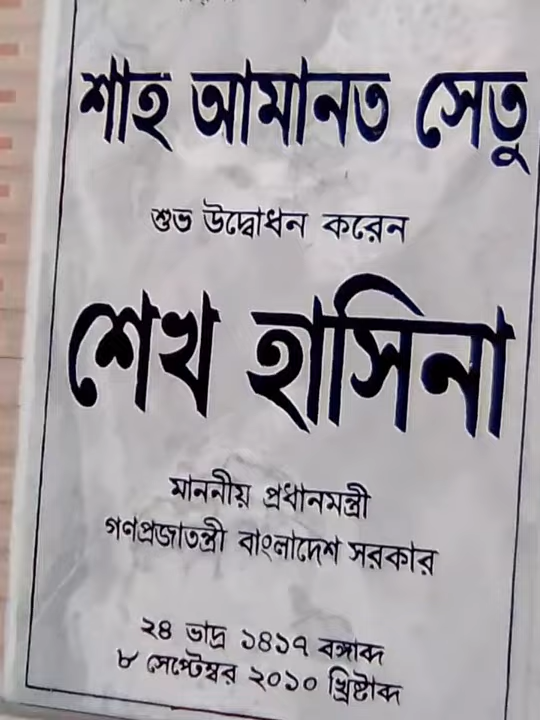 শাহ আমানত সেতু
শুভ উদ্বোধন করেন
শেখ হাসিনা
মাননীয় প্রধানমন্ত্রী
গণপ্রজাতন্ত্রী বাংলাদেশ সরকার
২৪ ভাদ্র ১৪১৭ বঙ্গাব্দ
৮ সেপ্টেম্বর ২০১০ খ্রিষ্টাব্দ